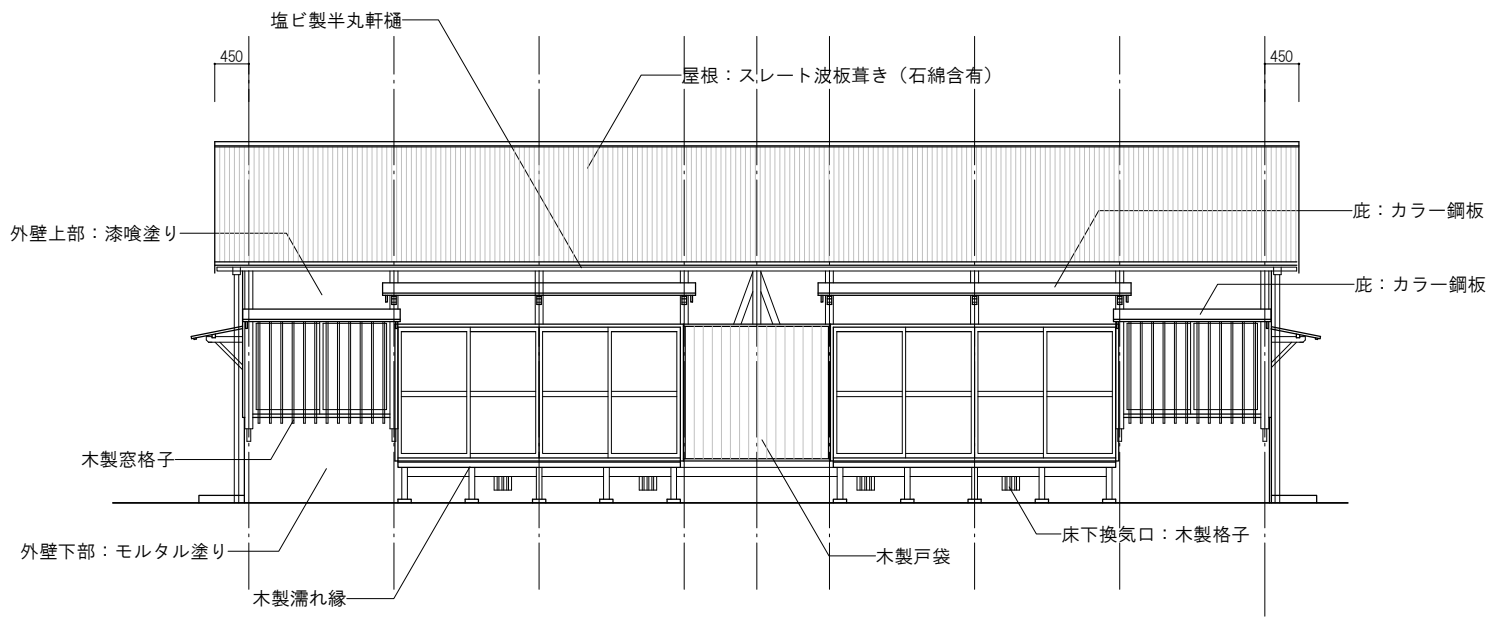 塩ビ製半丸軒樋
450
450
屋根：スレート波板葺き（石綿含有）
庇：カラー鋼板
外壁上部：漆喰塗り
庇：カラー鋼板
木製窓格子
床下換気口：木製格子
外壁下部：モルタル塗り
木製戸袋
木製濡れ縁